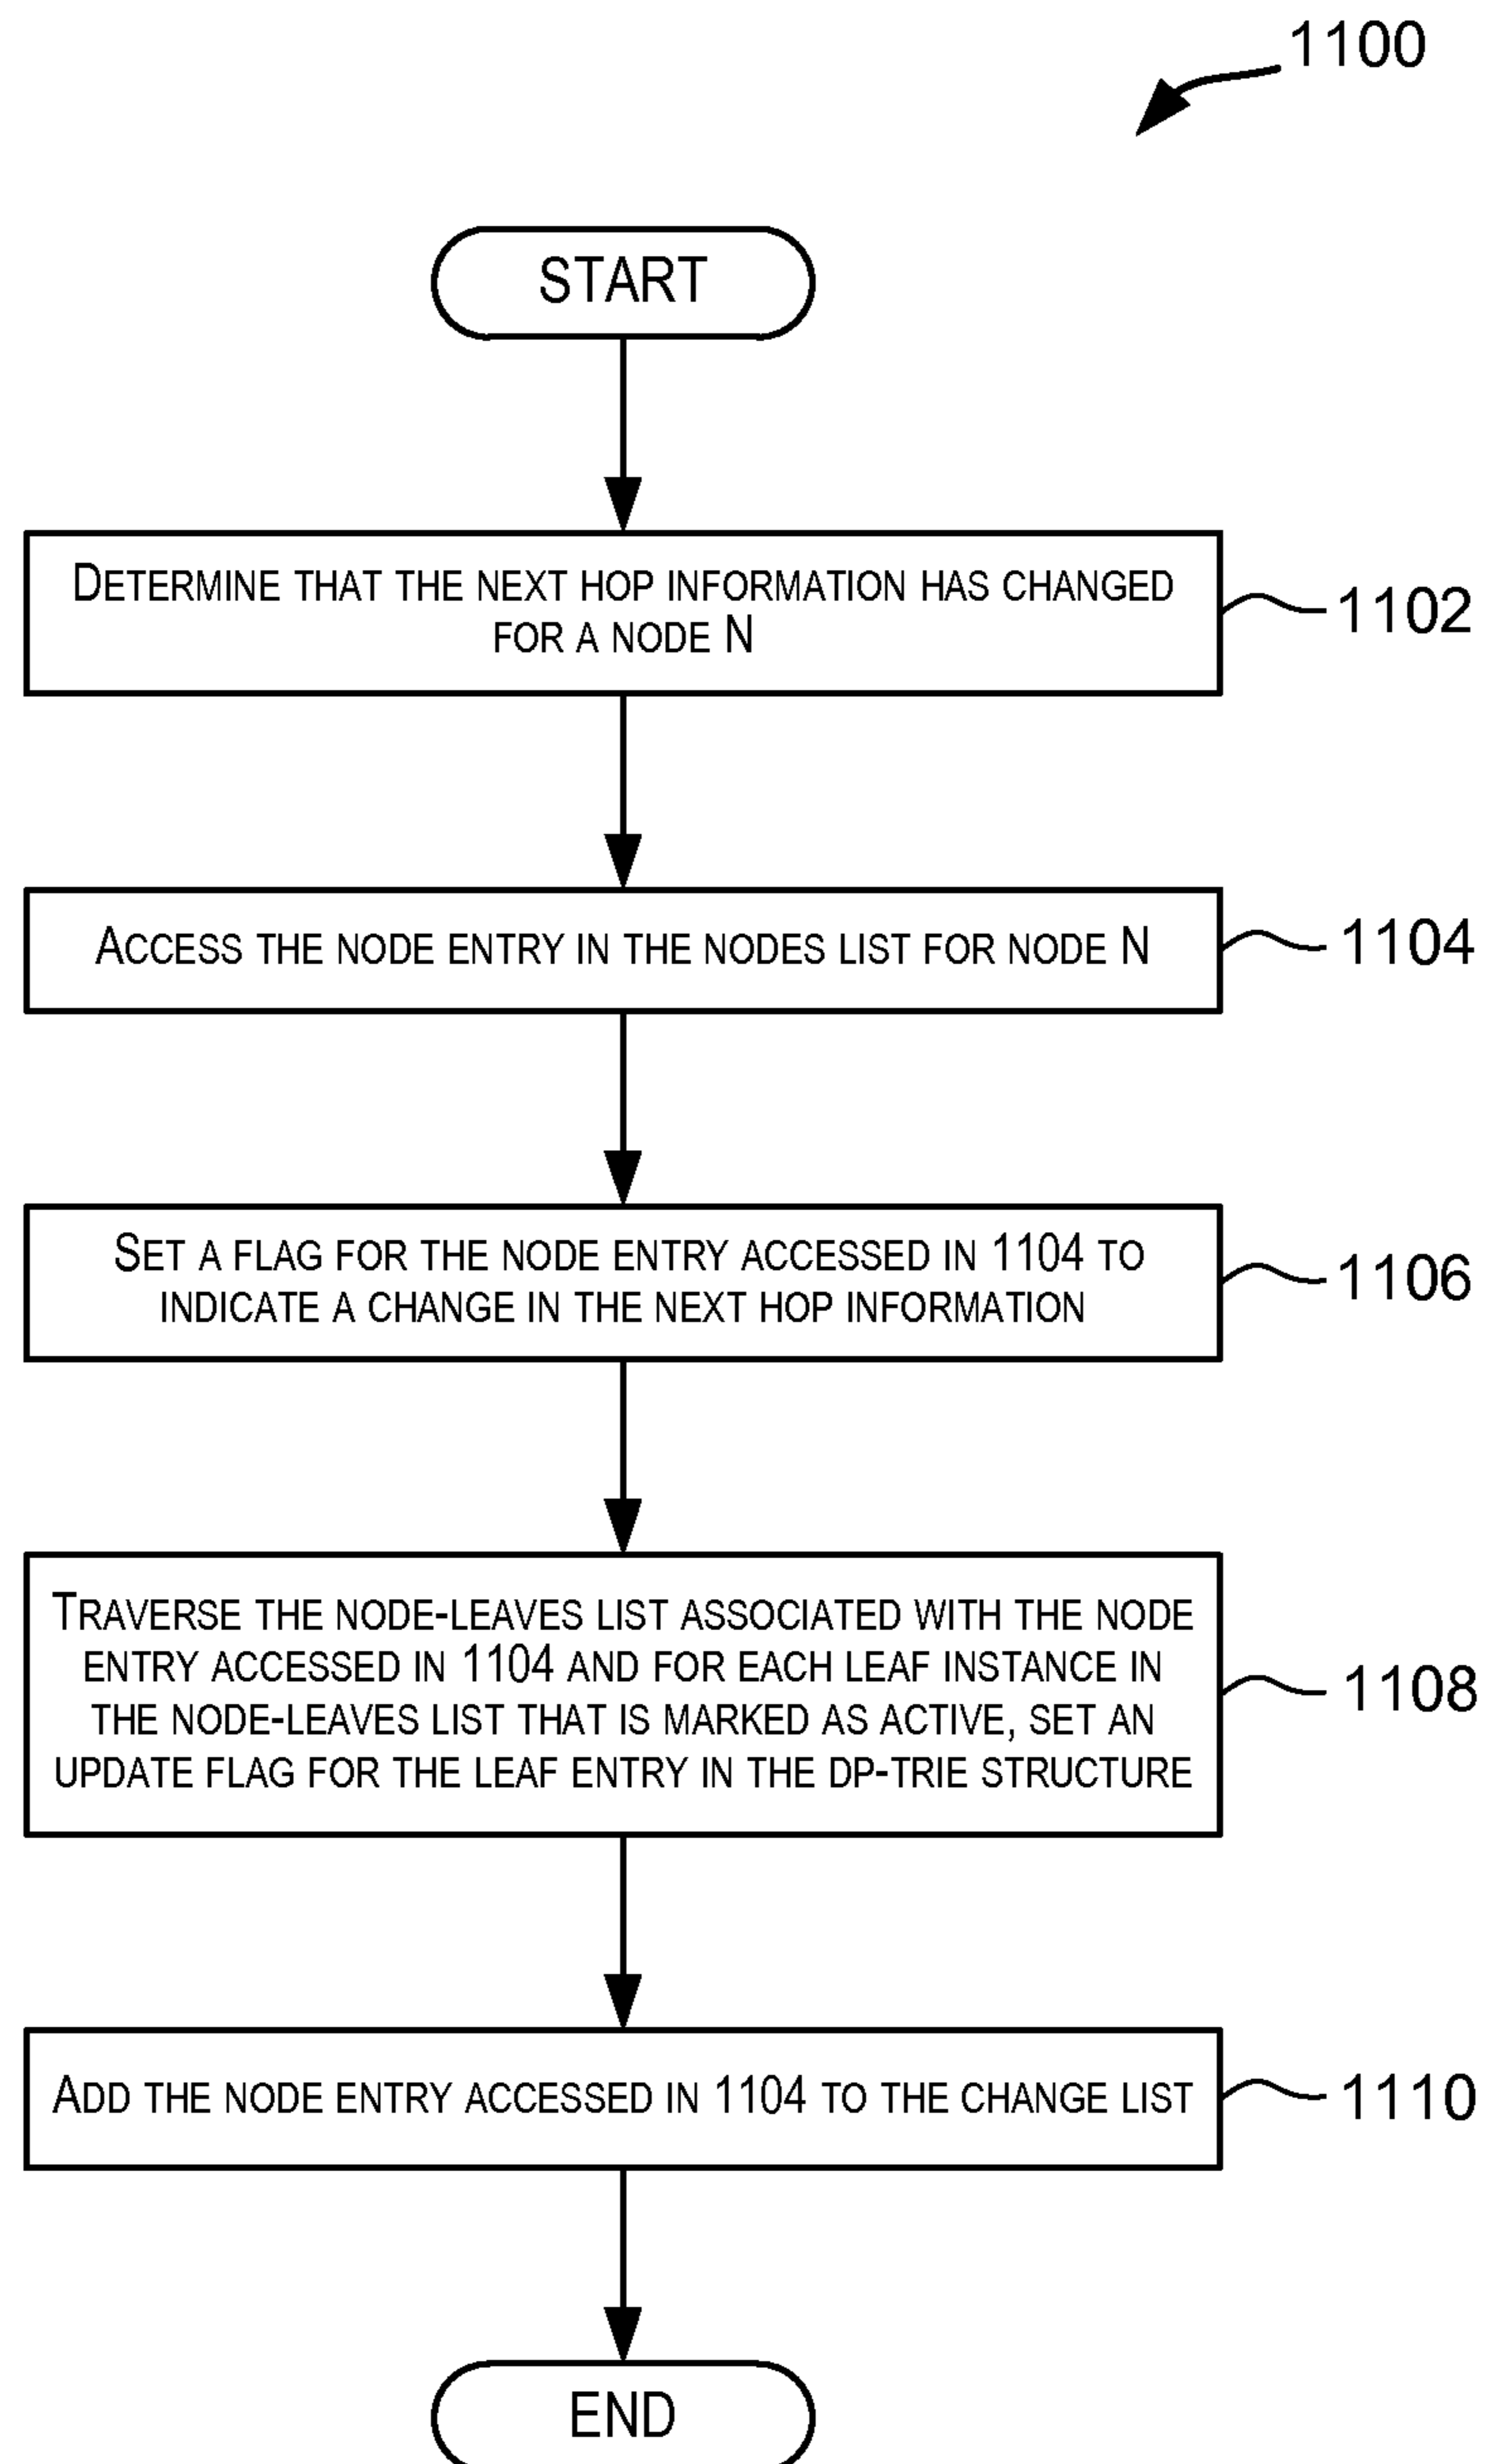 1100
START
DETERMINE THAT THE NEXT HOP INFORMATION HAS CHANGED
FOR A NODE N
1102
ACCESS THE NODE ENTRY IN THE NODES LIST FOR NODE N
1104
SET A FLAG FOR THE NODE ENTRY ACCESSED IN 1104 TO
INDICATE A CHANGE IN THE NEXT HOP INFORMATION
1106
TRAVERSE THE NODE-LEAVES LIST ASSOCIATED WITH THE NODE
ENTRY ACCESSED IN 1104 AND FOR EACH LEAF INSTANCE IN
THE NODE-LEAVES LIST THAT IS MARKED AS ACTIVE, SET AN
UPDATE FLAG FOR THE LEAF ENTRY IN THE DP-TRIE STRUCTURE
1108
ADD THE NODE ENTRY ACCESSED IN 1104 TO THE CHANGE LIST
1110
END